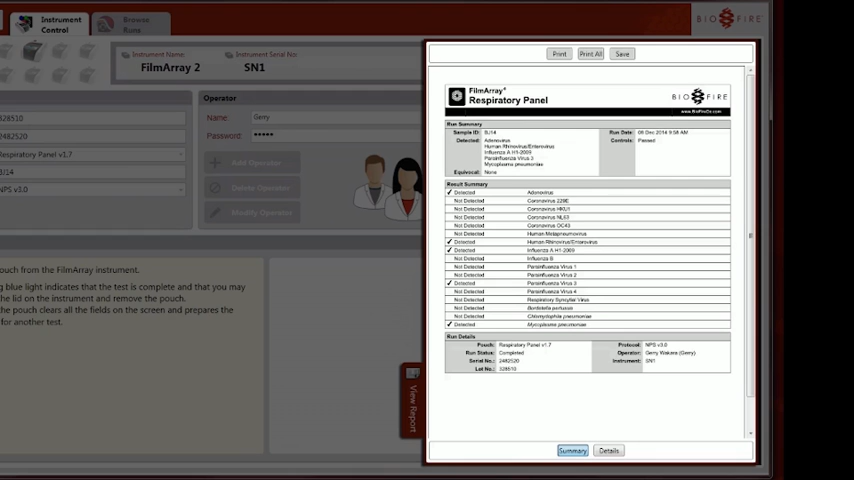 Instrument
Control
Browse
Runs
BIOFIRE
Instrument Name:
Instrument Serial No:
FilmArray 2
SN1
328510
2482520
Respiratory Panel v1.7
BJ14
NPS v3.0
Operator
Name:
Gerry
Password:
•••••
Add Operator
Delete Operator
Modify Operator
ouch from the FilmArray instrument.
g blue light indicates that the test is complete and that you may
the lid on the instrument and remove the pouch.
the pouch clears all the fields on the screen and prepares the
for another test.
View Report
Print
Print All
Save
FilmArray®
Respiratory Panel
BIOFIRE
www.BioFireDx.com
Run Summary
Sample ID: BJ14
Run Date: 08 Dec 2014 9:58 AM
Detected: Adenovirus
Controls: Passed
Human Rhinovirus/Enterovirus
Influenza A H1-2009
Parainfluenza Virus 3
Mycoplasma pneumoniae
Equivocal: None
Result Summary
✓ Detected Adenovirus
Not Detected Coronavirus 229E
Not Detected Coronavirus HKU1
Not Detected Coronavirus NL63
Not Detected Coronavirus OC43
Not Detected Human Metapneumovirus
✓ Detected Human Rhinovirus/Enterovirus
✓ Detected Influenza A H1-2009
Not Detected Influenza B
Not Detected Parainfluenza Virus 1
Not Detected Parainfluenza Virus 2
✓ Detected Parainfluenza Virus 3
Not Detected Parainfluenza Virus 4
Not Detected Respiratory Syncytial Virus
Not Detected Bordetella pertussis
Not Detected Chlamydophila pneumoniae
✓ Detected Mycoplasma pneumoniae
Run Details
Pouch: Respiratory Panel v1.7
Protocol: NPS v3.0
Run Status: Completed
Operator: Gerry Wakara (Gerry)
Serial No.: 2482520
Instrument: SN1
Lot No.: 328510
Summary
Details